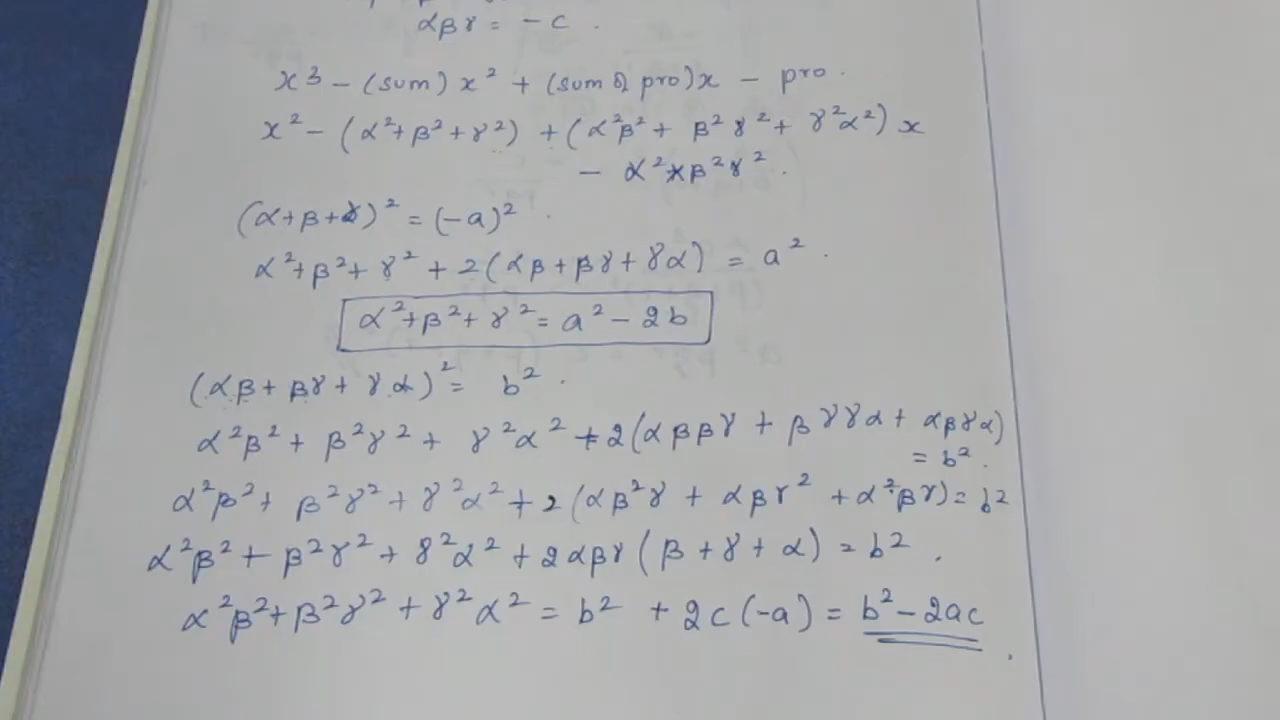 αβγ = - c .
x³ - (sum) x² + (sum of pro)x - pro .
x² - (α²+ β² + γ²) + (α²β² + β²γ² + γ²α²) x
- α²β²γ² .
(α+β+γ)² = (-a)² .
α²+β²+ γ² + 2(αβ+βγ+γα) = a² .
α²+β²+ γ² = a² - 2b
(αβ+ βγ + γα)² = b² .
α²β² + β²γ² + γ²α² + 2(αββγ + βγγα + αβγα)
= b² .
α²β²+ β²γ² + γ²α² + 2 (αβ²γ + αβγ² + α²βγ) = b²
α²β² + β²γ² + γ²α² + 2αβγ (β + γ + α) = b² .
α²β²+β²γ² + γ²α² = b² + 2c(-a) = b² - 2ac .